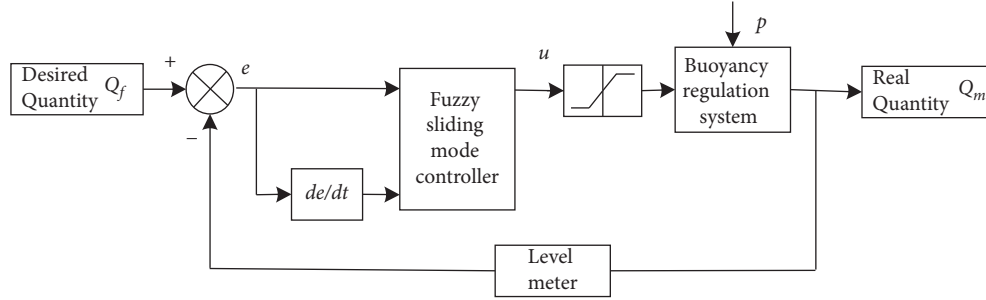 Desired
Quantity Q_f
+
−
e
de/dt
Fuzzy
sliding
mode
controller
u
p
Buoyancy
regulation
system
Real
Quantity Q_m
Level
meter